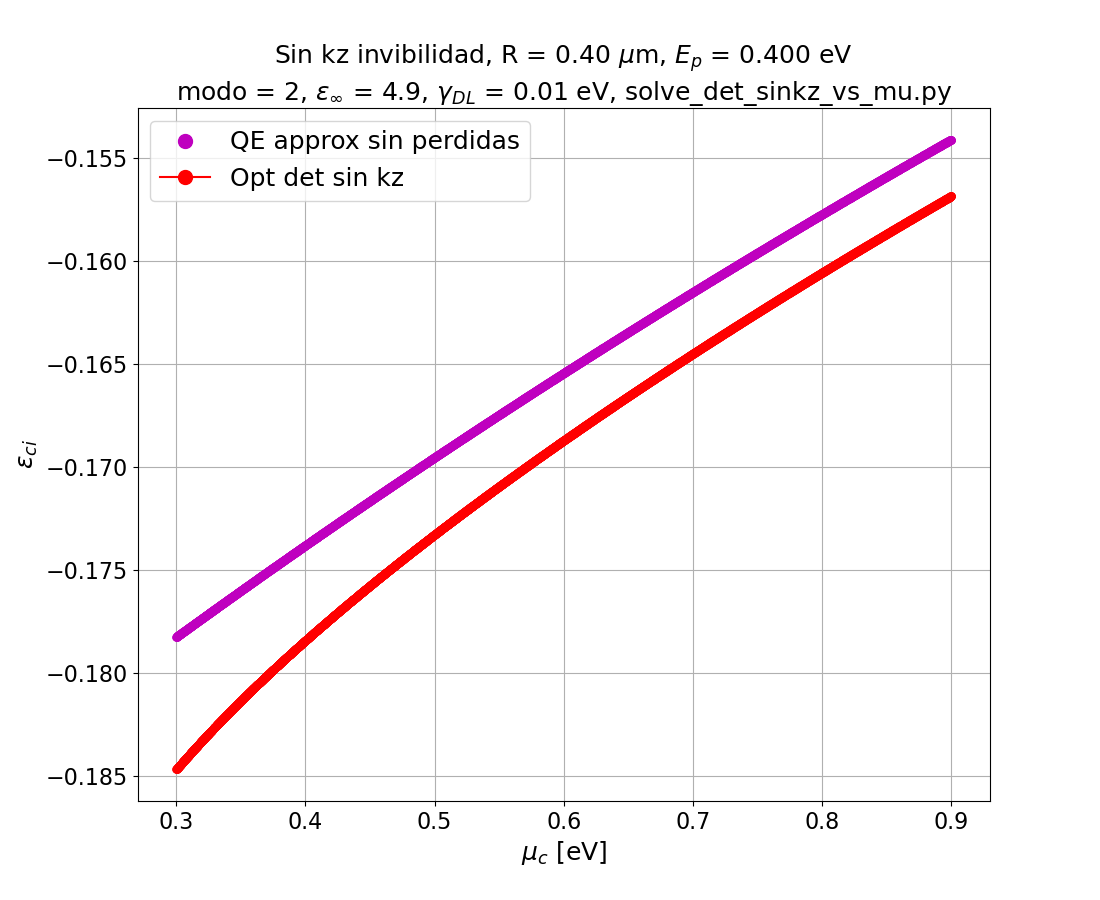 Sin kz invibilidad, R = 0.40 μm, E_p = 0.400 eV
modo = 2, ε_∞ = 4.9, γ_DL = 0.01 eV, solve_det_sinkz_vs_mu.py
QE approx sin perdidas
Opt det sin kz
−0.155
−0.160
−0.165
−0.170
−0.175
−0.180
−0.185
ε_ci
0.3 0.4 0.5 0.6 0.7 0.8 0.9
μ_c [eV]